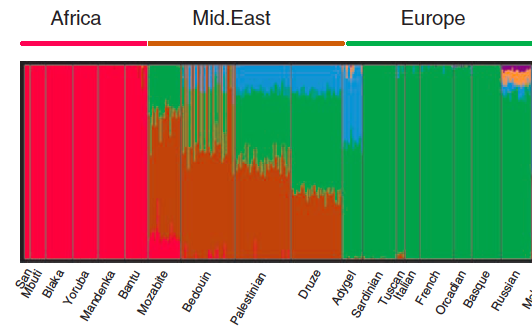 Africa Mid.East Europe
San
Mbuti
Biaka
Yoruba
Mandenka
Bantu
Mozabite
Bedouin
Palestinian
Druze
Adygei
Sardinian
Tuscan
Italian
French
Orcadian
Basque
Russian